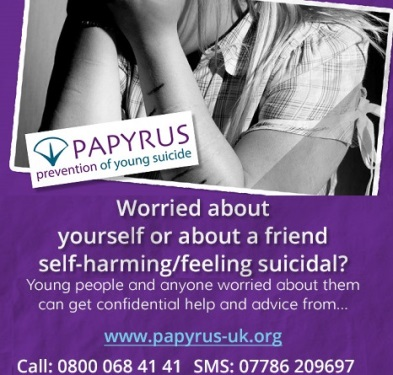 PAPYRUS
prevention of young suicide
Worried about
yourself or about a friend
self-harming/feeling suicidal?
Young people and anyone worried about them
can get confidential help and advice from...
www.papyrus-uk.org
Call: 0800 068 41 41 SMS: 07786 209697